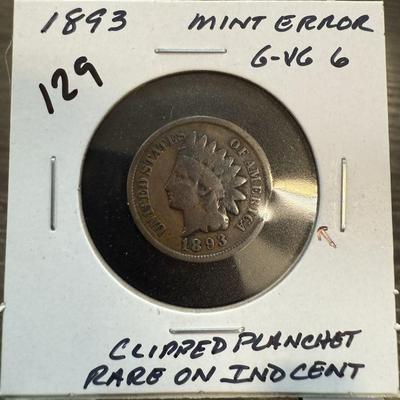 1893 MINT ERROR
G-VG 6
129
UNITED STATES OF AMERICA
1893
CLIPPED PLANCHET
RARE ON IND CENT